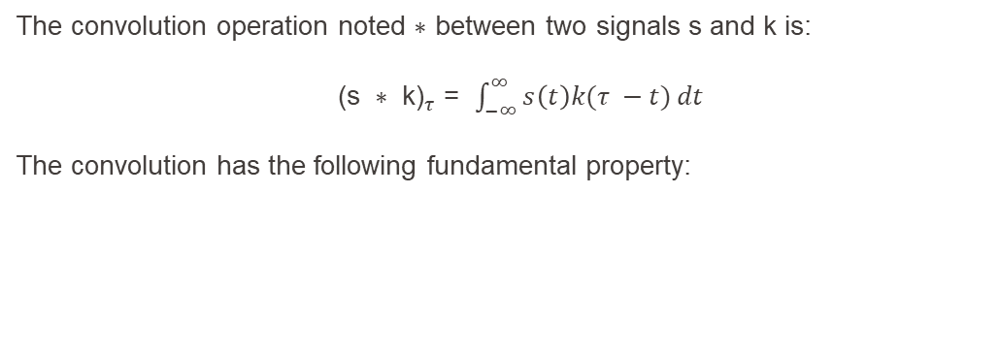 The convolution operation noted ∗ between two signals s and k is:
(s ∗ k)τ = ∫_{−∞}^{∞} s(t)k(τ − t) dt
The convolution has the following fundamental property: